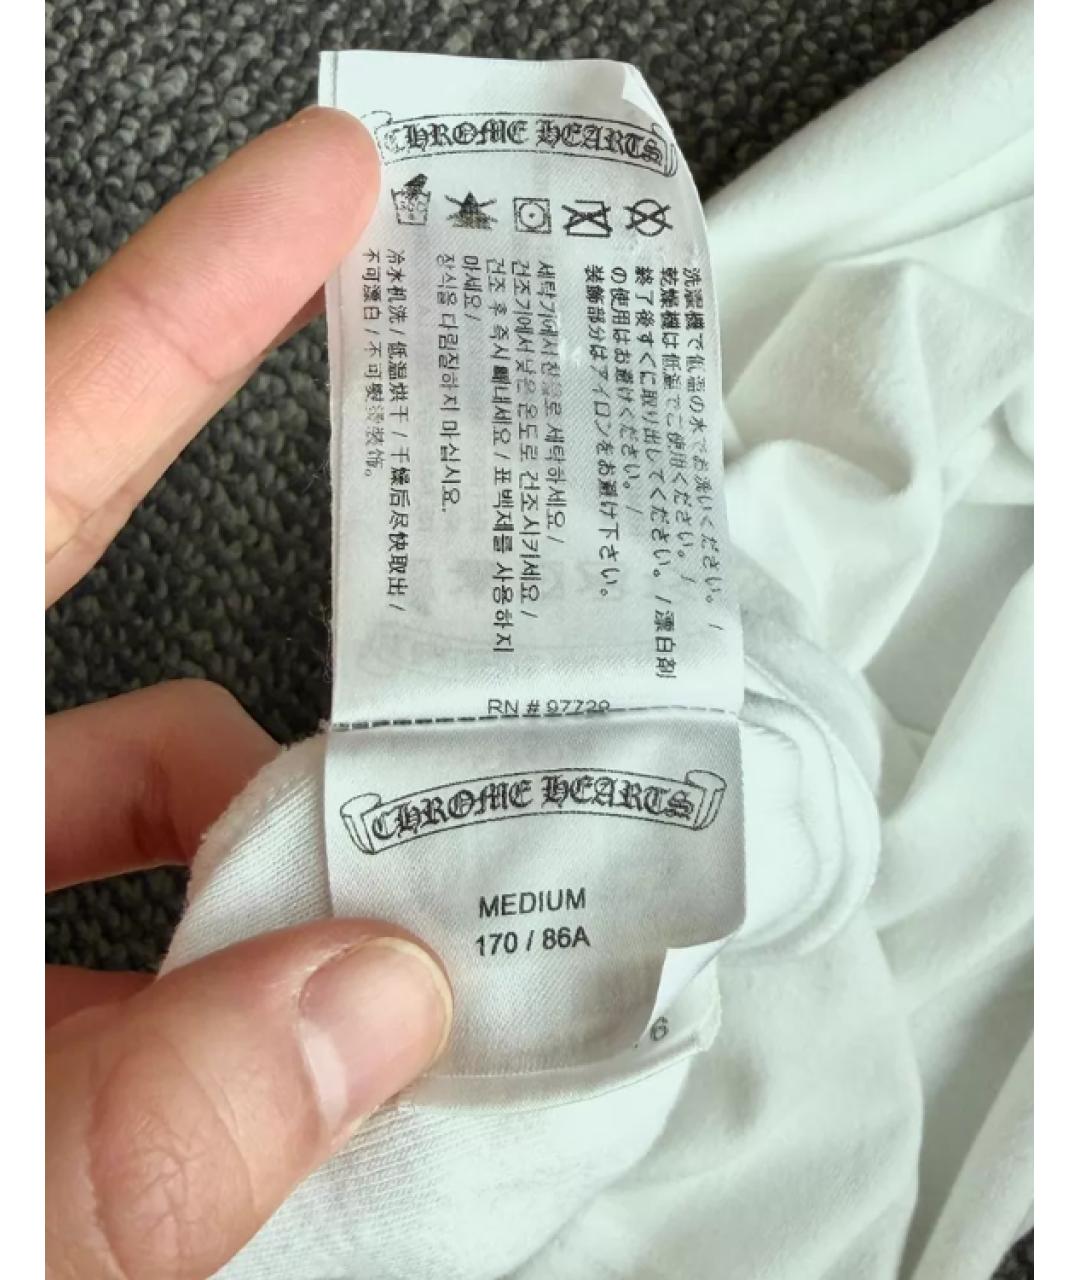 CHROME HEARTS
洗濯機で低温の水でお洗いください。/
乾燥機は低温でご使用ください。/
終了後すぐに取り出してください。/漂白剤
の使用はお避けください。/
装飾部分はアイロンをお避け下さい。
세탁기에서 찬물로 세탁하세요 /
건조기에서 낮은 온도로 건조시키세요 /
건조 후 즉시 빼내세요 / 표백제를 사용하지
마세요 /
장식을 다림질하지 마십시요.
冷水机洗 / 低温烘干 / 干燥后尽快取出 /
不可漂白 / 不可熨烫装饰。
RN # 97729
CHROME HEARTS
MEDIUM
170 / 86A